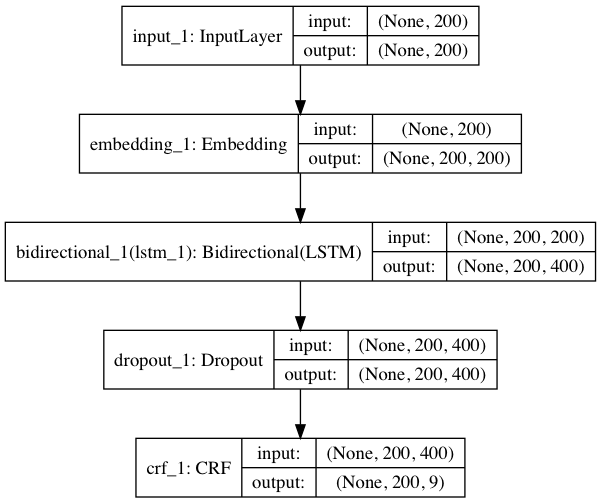 input_1: InputLayer
input: (None, 200)
output: (None, 200)
embedding_1: Embedding
input: (None, 200)
output: (None, 200, 200)
bidirectional_1(lstm_1): Bidirectional(LSTM)
input: (None, 200, 200)
output: (None, 200, 400)
dropout_1: Dropout
input: (None, 200, 400)
output: (None, 200, 400)
crf_1: CRF
input: (None, 200, 400)
output: (None, 200, 9)